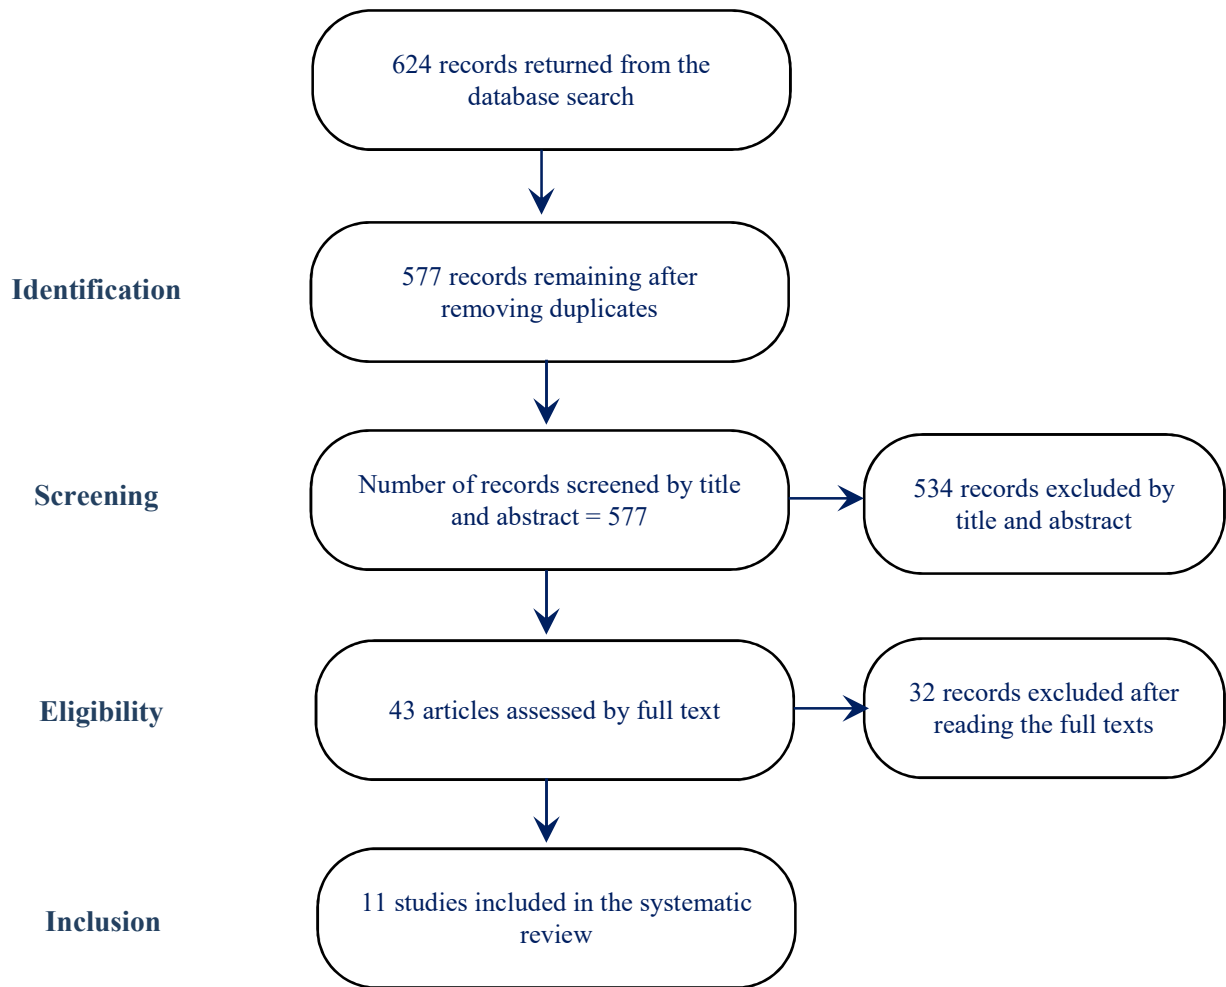 624 records returned from the
database search
Identification
577 records remaining after
removing duplicates
Screening
Number of records screened by title
and abstract = 577
534 records excluded by
title and abstract
Eligibility
43 articles assessed by full text
32 records excluded after
reading the full texts
Inclusion
11 studies included in the systematic
review